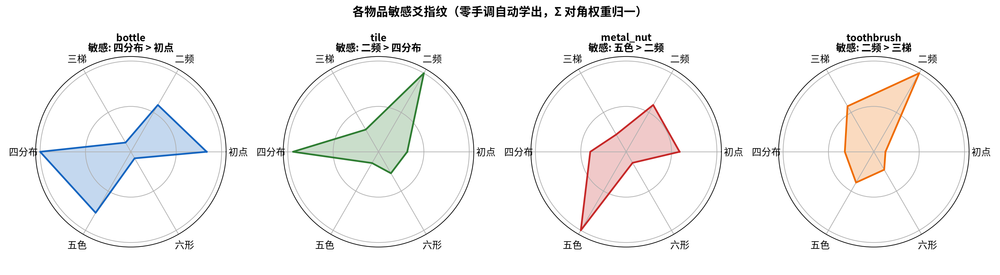 各物品敏感爻指纹（零手调自动学出，Σ 对角权重归一）
bottle
敏感: 四分布 > 初点
三梯
二频
四分布
初点
五色
六形
tile
敏感: 二频 > 四分布
三梯
二频
四分布
初点
五色
六形
metal_nut
敏感: 五色 > 二频
三梯
二频
四分布
初点
五色
六形
toothbrush
敏感: 二频 > 三梯
三梯
二频
四分布
初点
五色
六形